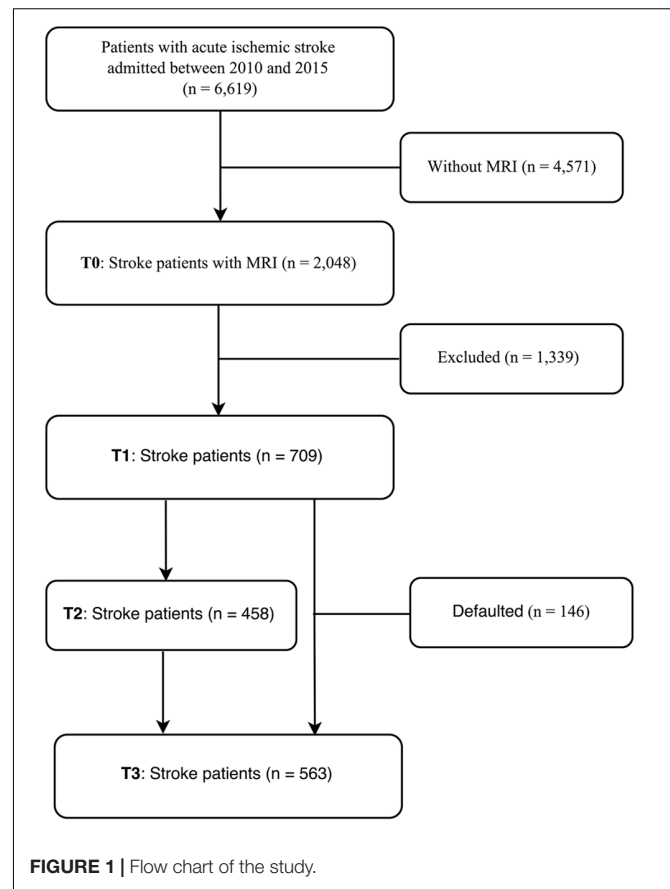 Patients with acute ischemic stroke
admitted between 2010 and 2015
(n = 6,619)
Without MRI (n = 4,571)
T0: Stroke patients with MRI (n = 2,048)
Excluded (n = 1,339)
T1: Stroke patients (n = 709)
T2: Stroke patients (n = 458)
Defaulted (n = 146)
T3: Stroke patients (n = 563)
FIGURE 1 | Flow chart of the study.